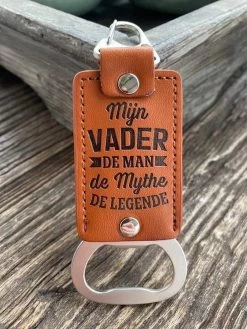 Mijn
VADER
DE MAN
de Mythe
DE LEGENDE